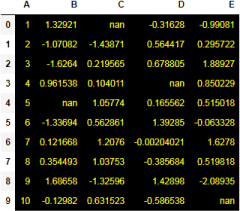 A B C D E
0 1 1.32921 nan -0.31628 -0.99081
1 2 -1.07082 -1.43871 0.564417 0.295722
2 3 -1.6264 0.219565 0.678805 1.88927
3 4 0.961538 0.104011 nan 0.850229
4 5 nan 1.05774 0.165562 0.515018
5 6 -1.33694 0.562861 1.39285 -0.063328
6 7 0.121668 1.2076 -0.00204021 1.6278
7 8 0.354493 1.03753 -0.385684 0.519818
8 9 1.68658 -1.32596 1.42898 -2.08935
9 10 -0.12982 0.631523 -0.586538 nan